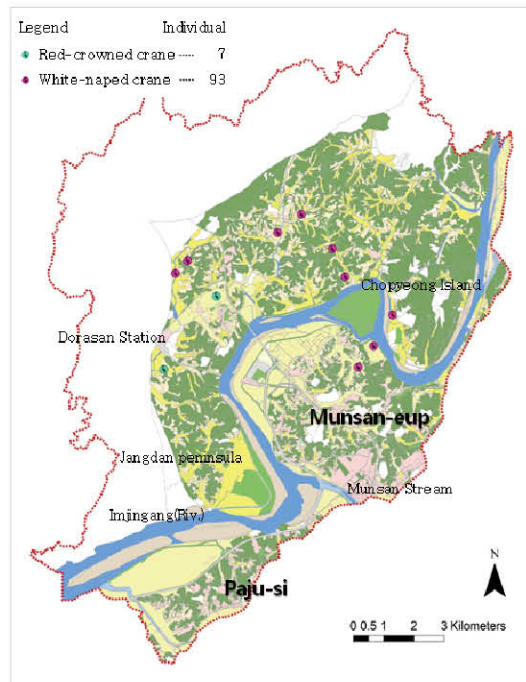 Legend Individual
Red-crowned crane ····· 7
White-naped crane ····· 93
Chopyeong Island
Dorasan Station
Munsan-eup
Jangdan peninsula
Munsan Stream
Imjingang(Riv.)
Paju-si
N
0 0.5 1 2 3 Kilometers